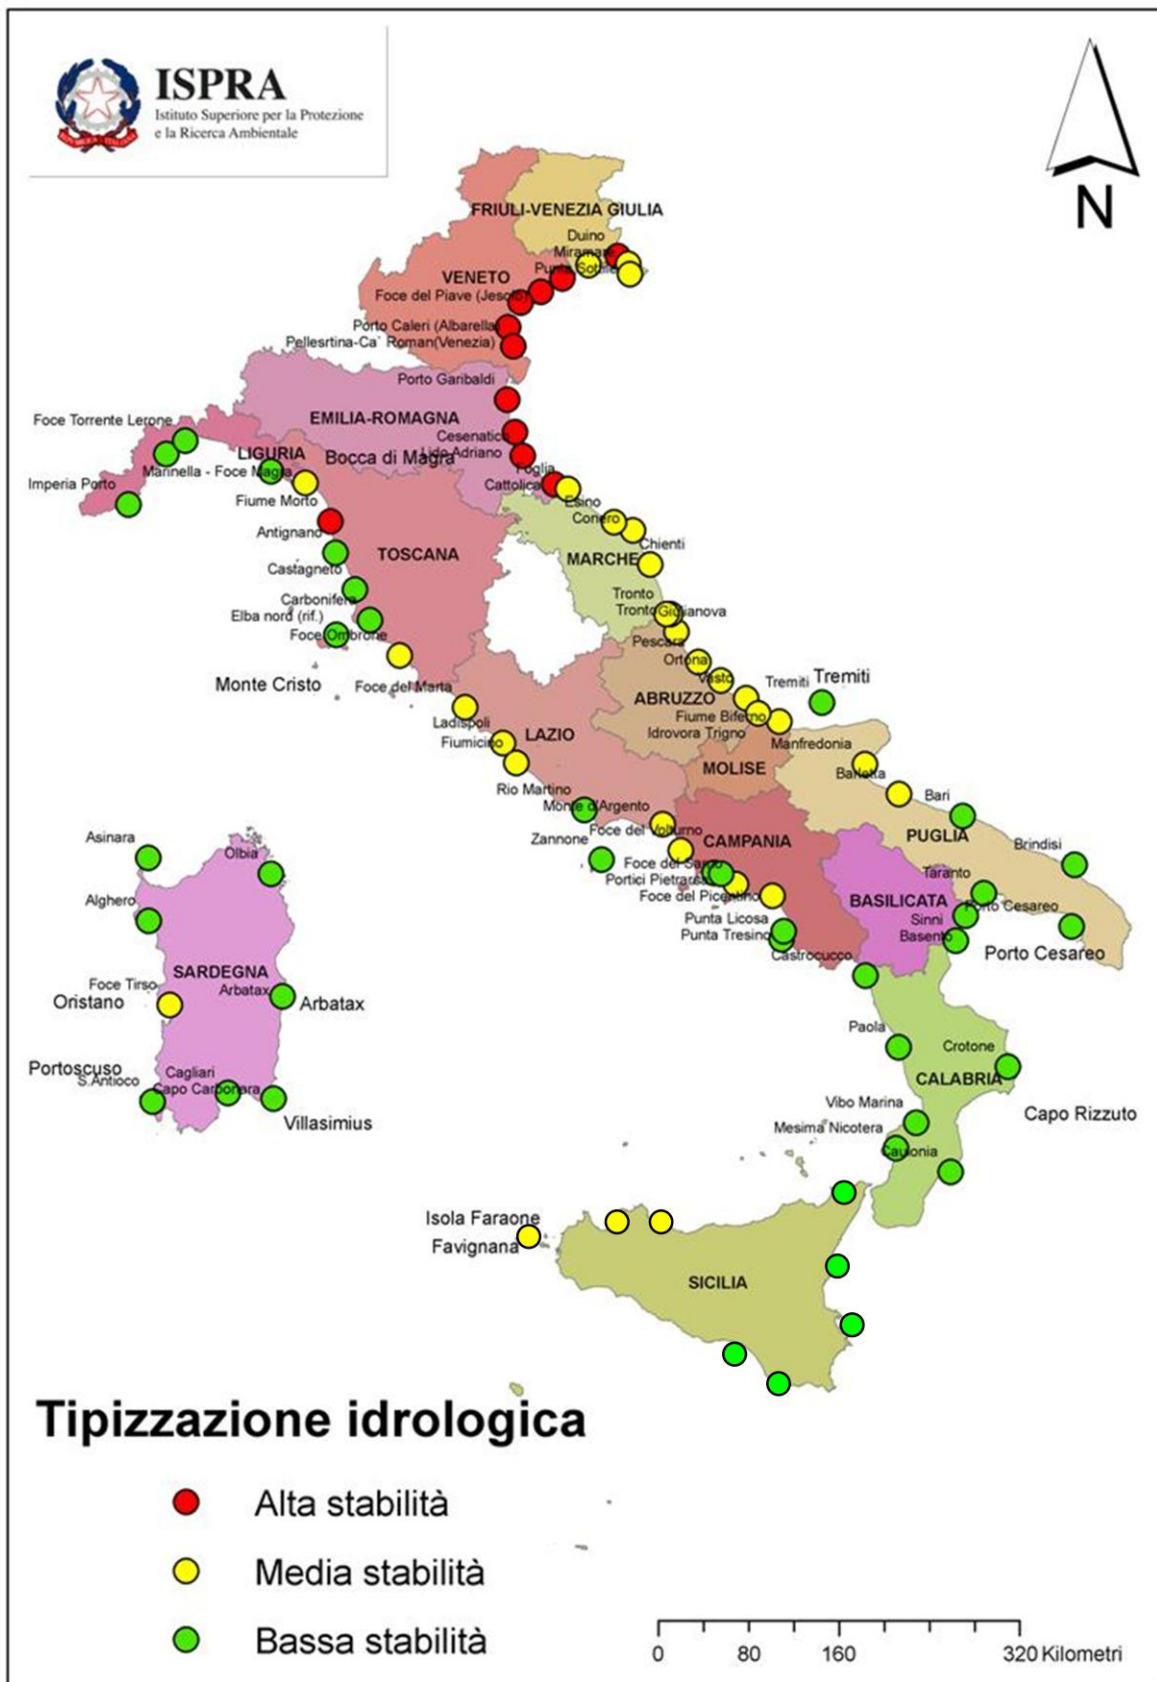 ISPRA
Istituto Superiore per la Protezione
e la Ricerca Ambientale
N
FRIULI-VENEZIA GIULIA
Duino
Miramare
Punta Sottile
VENETO
Foce del Piave (Jesolo)
Porto Caleri (Albarella)
Pellesrtina-Ca` Roman(Venezia)
Porto Garibaldi
EMILIA-ROMAGNA
Foce Torrente Lerone
Cesenatico
LIGURIA
Bocca di Magra
Lido Adriano
Marinella - Foce Magra
Foglia
Imperia Porto
Cattolica
Fiume Morto
Esino
Conero
Antignano
Chienti
TOSCANA
MARCHE
Castagneto
Tronto
Carbonifera
Tronto
Giulianova
Elba nord (rif.)
Foce Ombrone
Pescara
Ortona
Monte Cristo
Foce del Marta
Vasto
Tremiti
Tremiti
ABRUZZO
Fiume Biferno
Ladispoli
LAZIO
Idrovora Trigno
Fiumicino
Manfredonia
MOLISE
Barletta
Rio Martino
Bari
Monte d'Argento
Foce del Volturno
PUGLIA
Asinara
Zannone
CAMPANIA
Brindisi
Olbia
Foce del Sarno
Taranto
Portici Pietrarsa
Alghero
Foce del Picentino
BASILICATA
Porto Cesareo
Punta Licosa
Sinni
Punta Tresino
Basento
Castrocucco
Porto Cesareo
SARDEGNA
Foce Tirso
Arbatax
Oristano
Arbatax
Paola
Crotone
Portoscuso
S.Antioco
Cagliari
CALABRIA
Capo Carbonara
Vibo Marina
Capo Rizzuto
Villasimius
Mesima Nicotera
Caulonia
Isola Faraone
Favignana
SICILIA
Tipizzazione idrologica
Alta stabilità
Media stabilità
Bassa stabilità
0 80 160 320 Kilometri